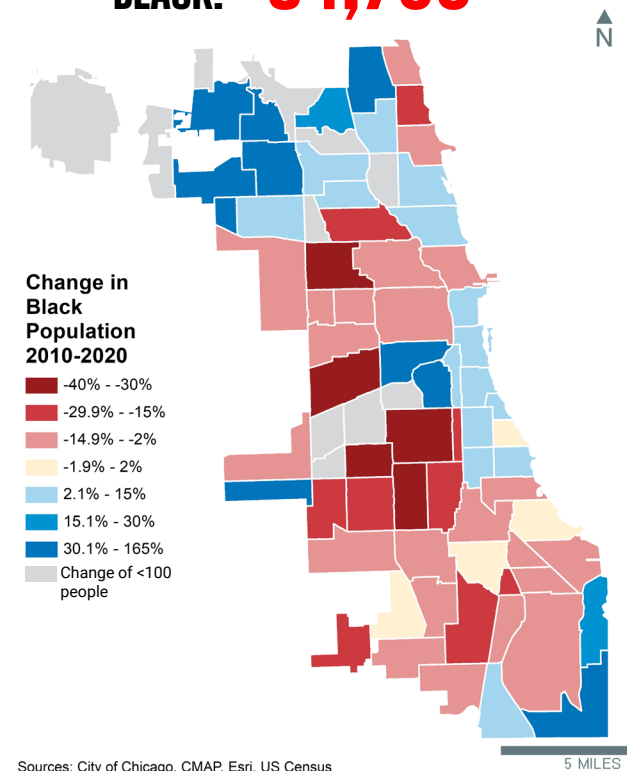 BLACK:
N
Change in
Black
Population
2010-2020
-40% - -30%
-29.9% - -15%
-14.9% - -2%
-1.9% - 2%
2.1% - 15%
15.1% - 30%
30.1% - 165%
Change of <100
people
5 MILES
Sources: City of Chicago, CMAP, Esri, US Census